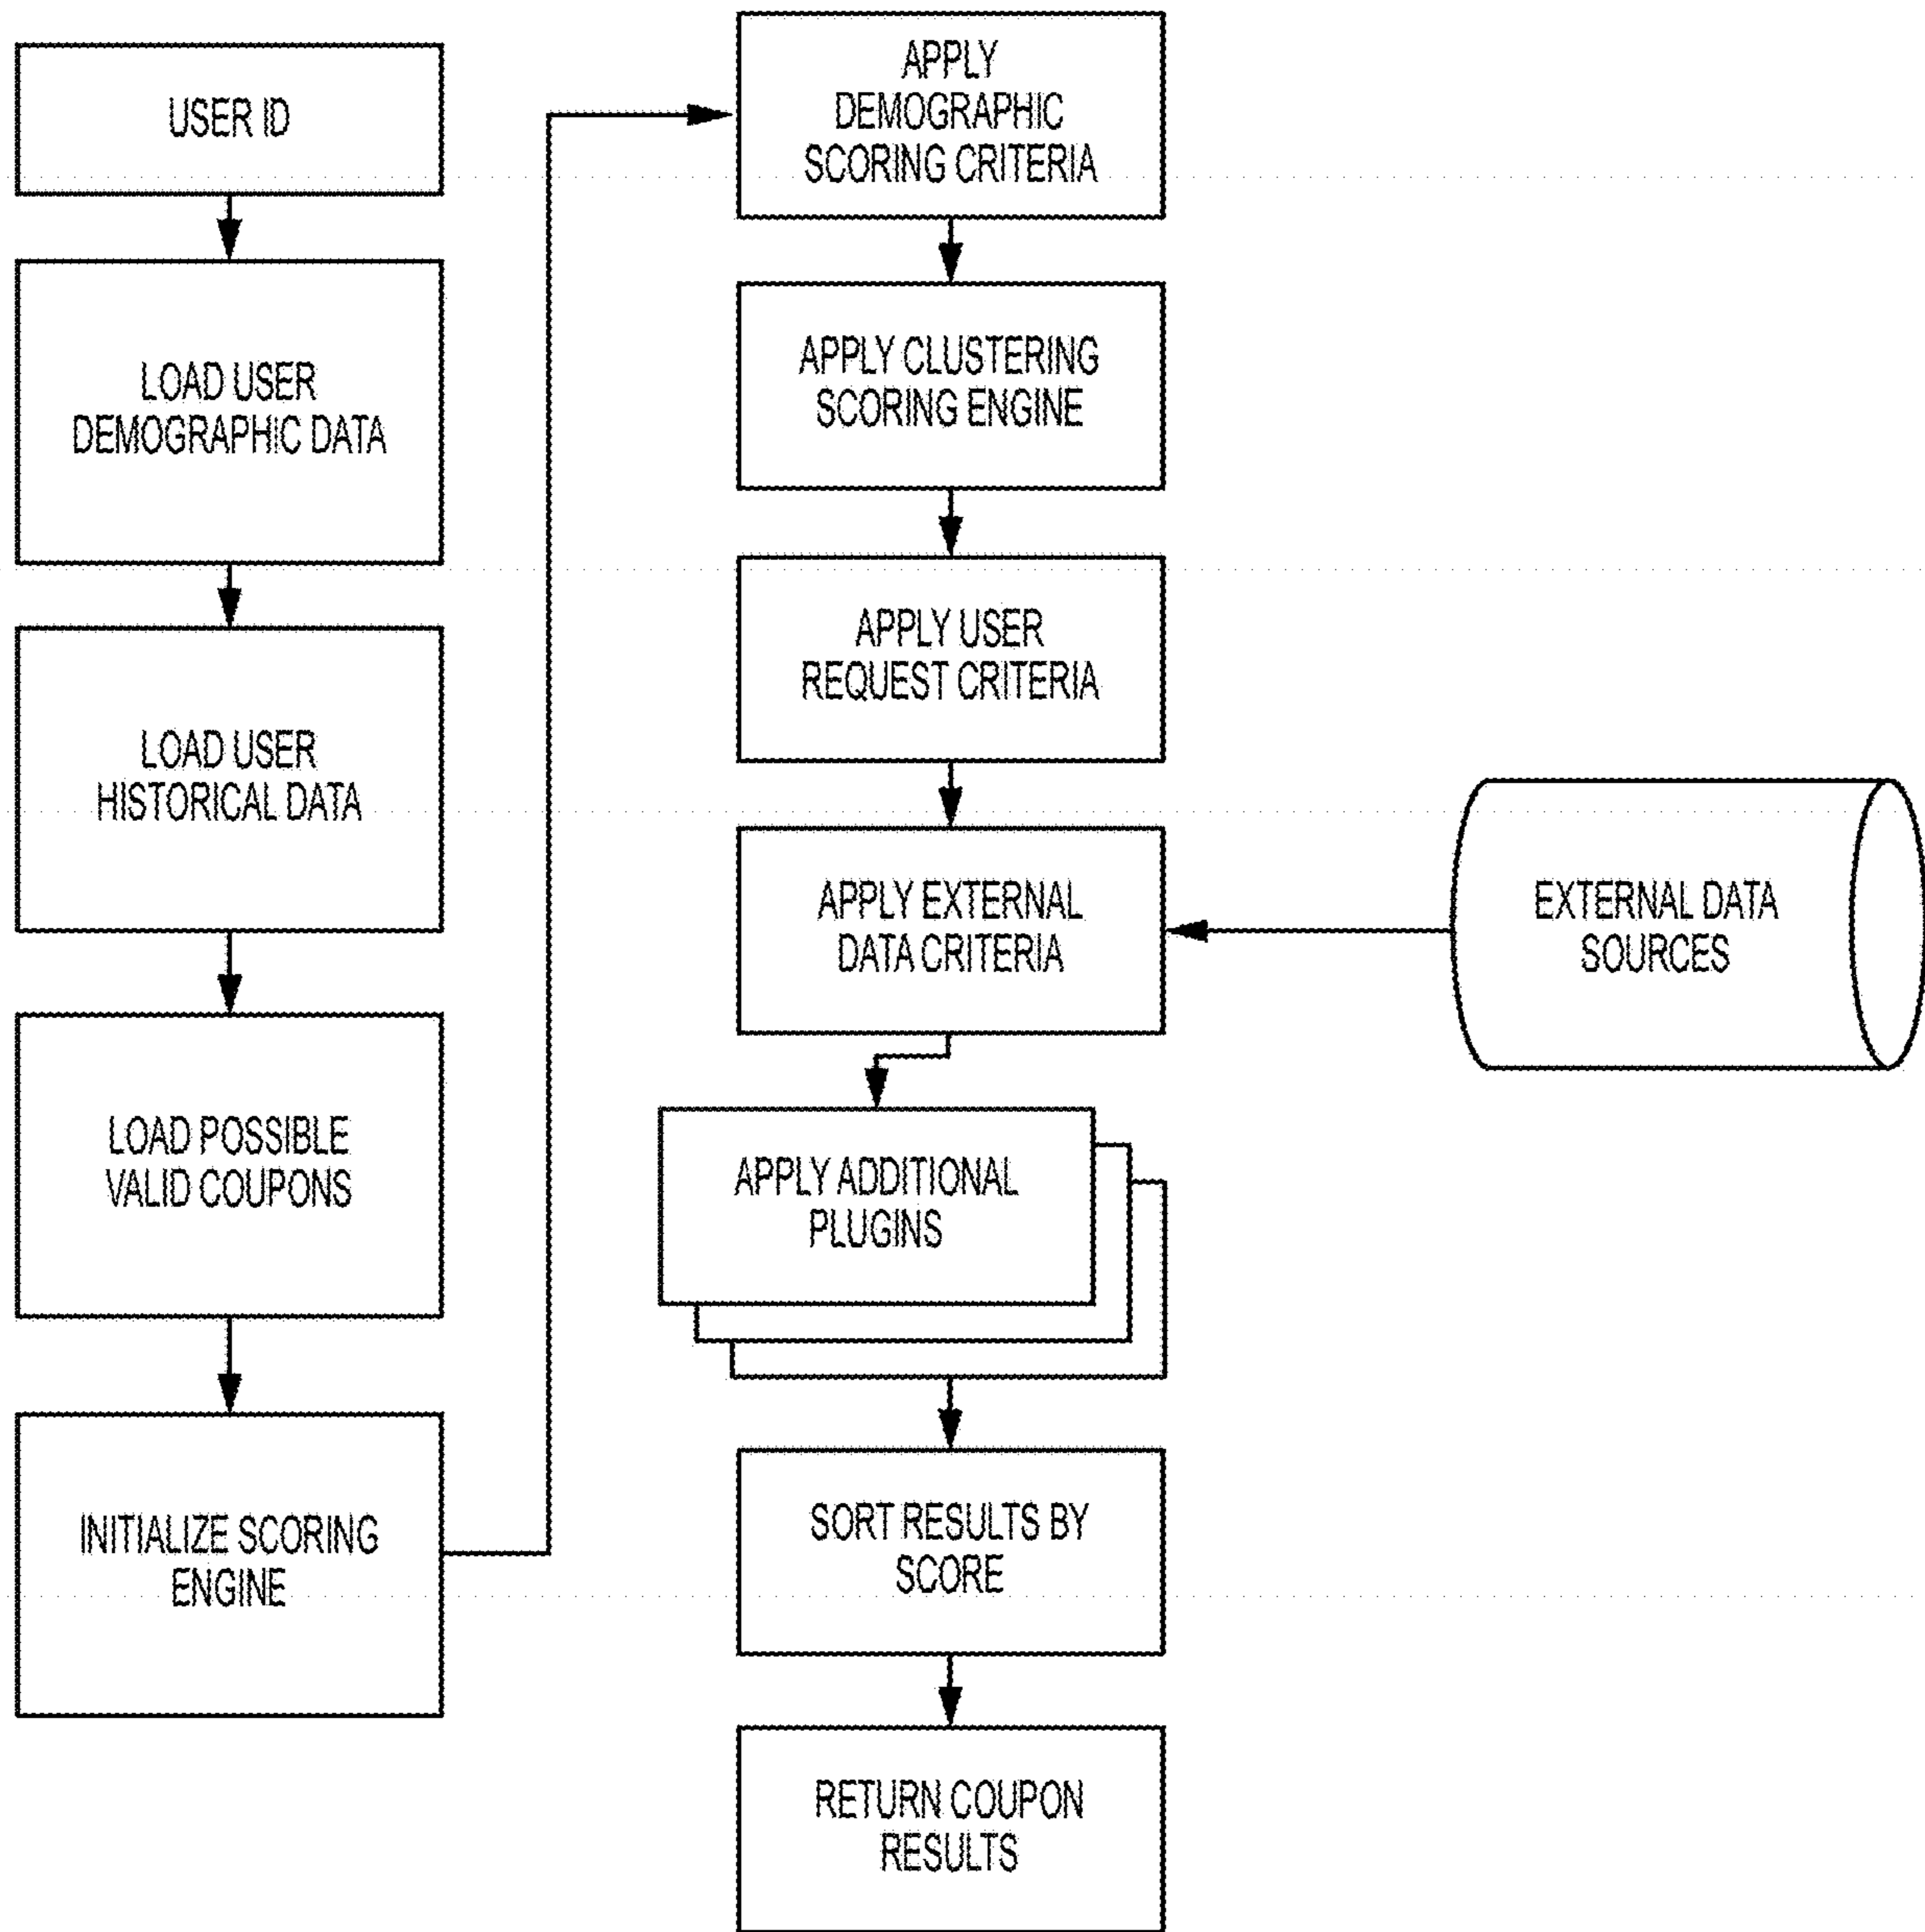 USER ID
LOAD USER
DEMOGRAPHIC DATA
LOAD USER
HISTORICAL DATA
LOAD POSSIBLE
VALID COUPONS
INITIALIZE SCORING
ENGINE
APPLY
DEMOGRAPHIC
SCORING CRITERIA
APPLY CLUSTERING
SCORING ENGINE
APPLY USER
REQUEST CRITERIA
APPLY EXTERNAL
DATA CRITERIA
EXTERNAL DATA
SOURCES
APPLY ADDITIONAL
PLUGINS
SORT RESULTS BY
SCORE
RETURN COUPON
RESULTS